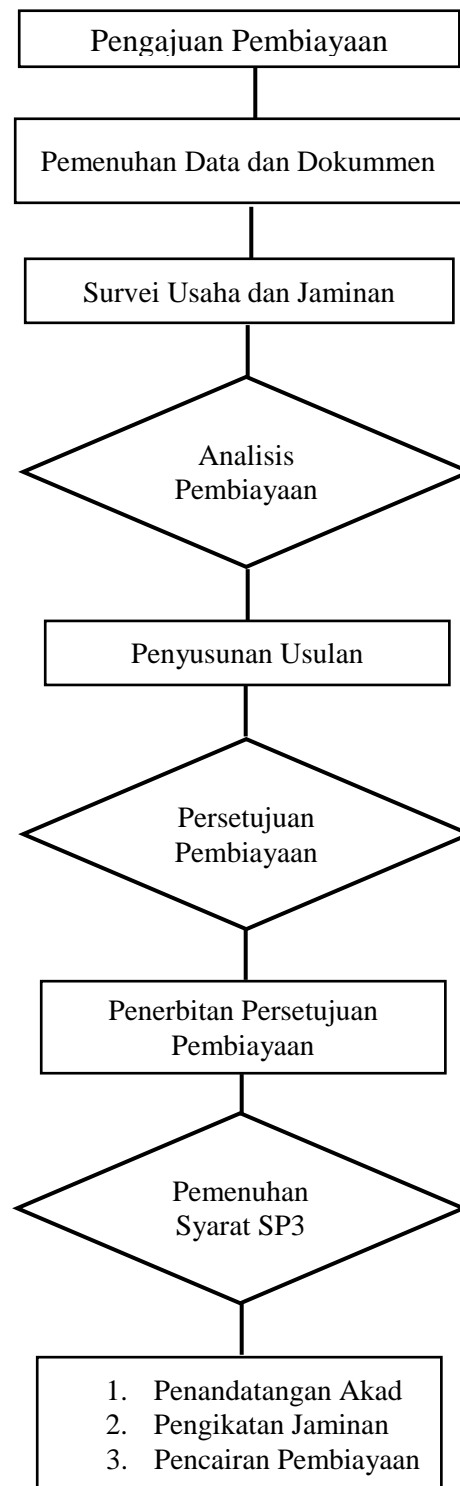 Pengajuan Pembiayaan
Pemenuhan Data dan Dokummen
Survei Usaha dan Jaminan
Analisis
Pembiayaan
Penyusunan Usulan
Persetujuan
Pembiayaan
Penerbitan Persetujuan
Pembiayaan
Pemenuhan
Syarat SP3
1. Penandatangan Akad
2. Pengikatan Jaminan
3. Pencairan Pembiayaan